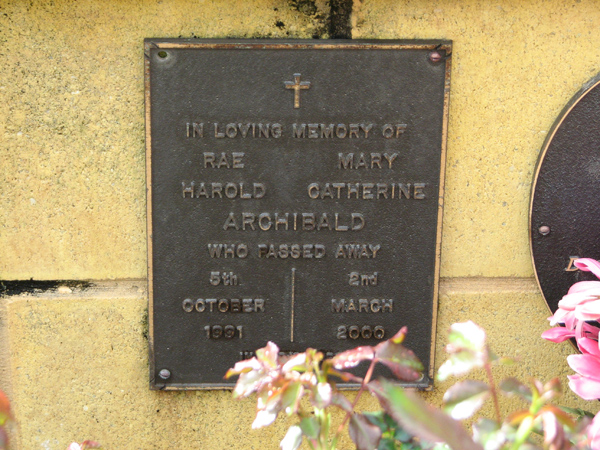 IN LOVING MEMORY OF
RAE MARY
HAROLD CATHERINE
ARCHIBALD
WHO PASSED AWAY
5th 2nd
OCTOBER MARCH
1991 2000